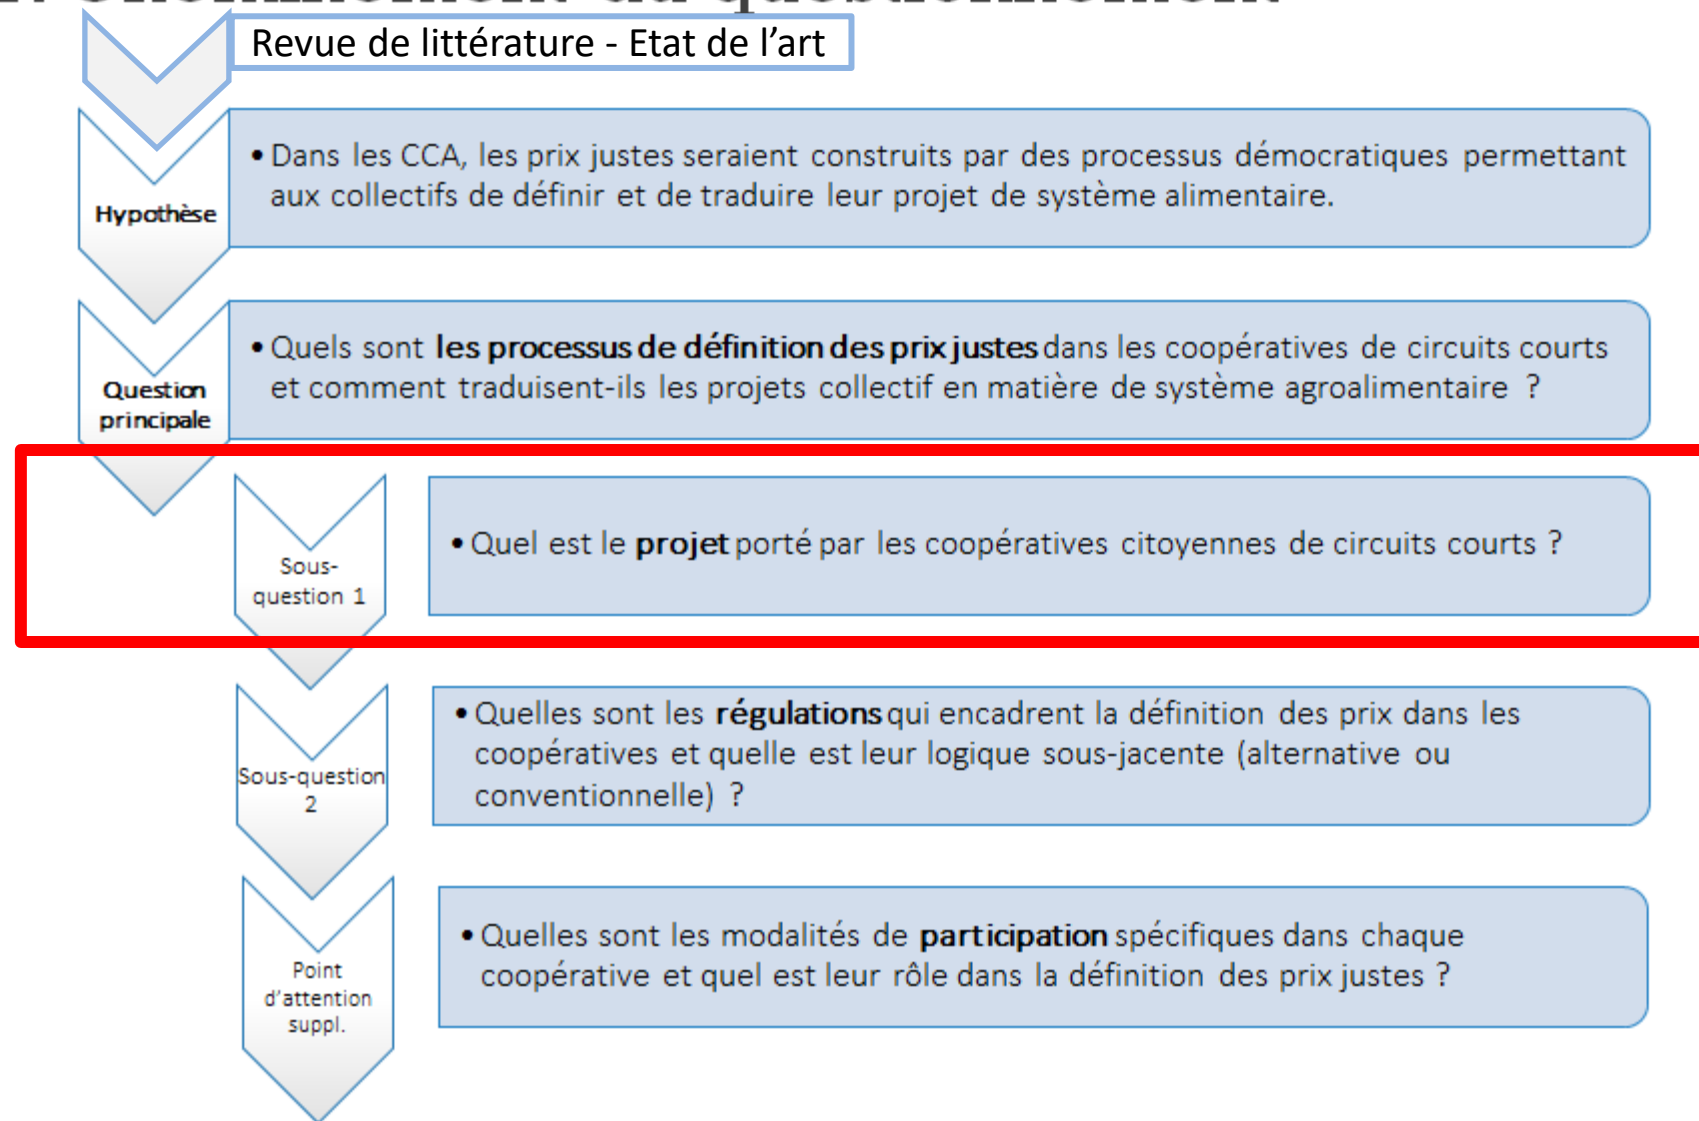 Cheminement du questionnement
Revue de littérature - Etat de l’art
Hypothèse
• Dans les CCA, les prix justes seraient construits par des processus démocratiques permettant
aux collectifs de définir et de traduire leur projet de système alimentaire.
Question
principale
• Quels sont les processus de définition des prix justes dans les coopératives de circuits courts
et comment traduisent-ils les projets collectif en matière de système agroalimentaire ?
Sous-
question 1
• Quel est le projet porté par les coopératives citoyennes de circuits courts ?
Sous-question
2
• Quelles sont les régulations qui encadrent la définition des prix dans les
coopératives et quelle est leur logique sous-jacente (alternative ou
conventionnelle) ?
Point
d’attention
suppl.
• Quelles sont les modalités de participation spécifiques dans chaque
coopérative et quel est leur rôle dans la définition des prix justes ?